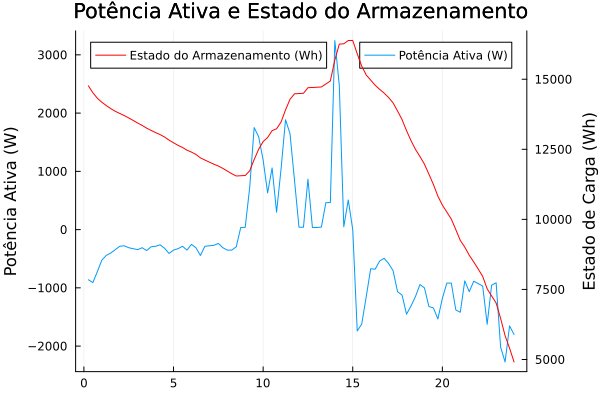 Potência Ativa e Estado do Armazenamento
Estado do Armazenamento (Wh)
Potência Ativa (W)
Potência Ativa (W)
3000
2000
1000
0
−1000
−2000
Estado de Carga (Wh)
15000
12500
10000
7500
5000
0 5 10 15 20